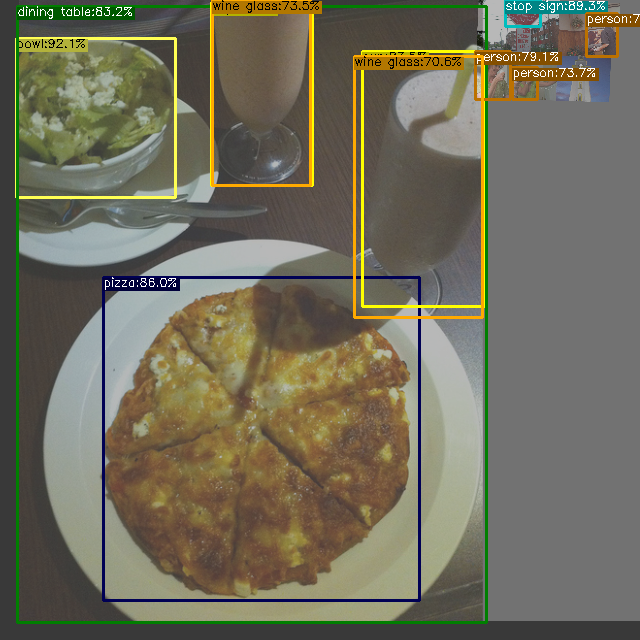 dining table:83.2%
wine glass:73.5%
stop sign:89.3%
person:7
bowl:92.1%
wine glass:70.6%
person:79.1%
person:73.7%
pizza:86.0%